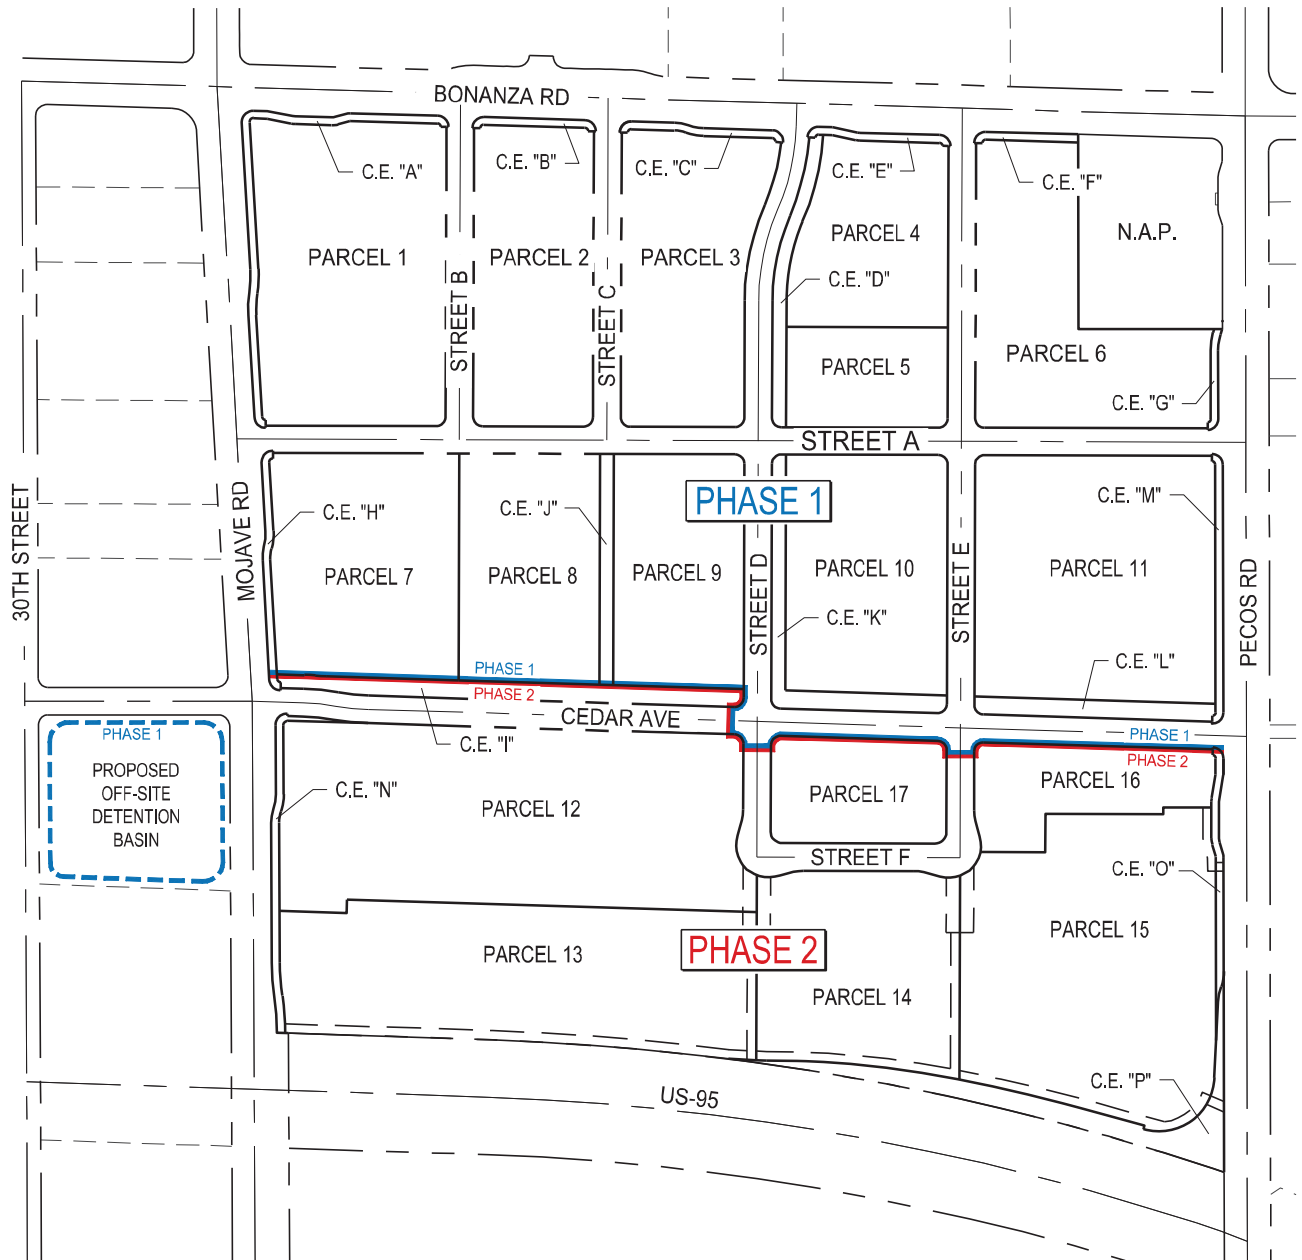 BONANZA RD
C.E. "A"
C.E. "B"
C.E. "C"
C.E. "E"
C.E. "F"
PARCEL 1
PARCEL 2
PARCEL 3
PARCEL 4
N.A.P.
C.E. "D"
STREET B
STREET C
PARCEL 5
PARCEL 6
C.E. "G"
STREET A
30TH STREET
MOJAVE RD
C.E. "H"
C.E. "J"
PHASE 1
C.E. "M"
PARCEL 7
PARCEL 8
PARCEL 9
STREET D
PARCEL 10
STREET E
PARCEL 11
PECOS RD
C.E. "K"
C.E. "L"
PHASE 1
PHASE 2
CEDAR AVE
C.E. "I"
PHASE 1
PHASE 2
PHASE 1
PROPOSED
OFF-SITE
DETENTION
BASIN
C.E. "N"
PARCEL 12
PARCEL 17
PARCEL 16
STREET F
C.E. "O"
PARCEL 13
PHASE 2
PARCEL 14
PARCEL 15
US-95
C.E. "P"